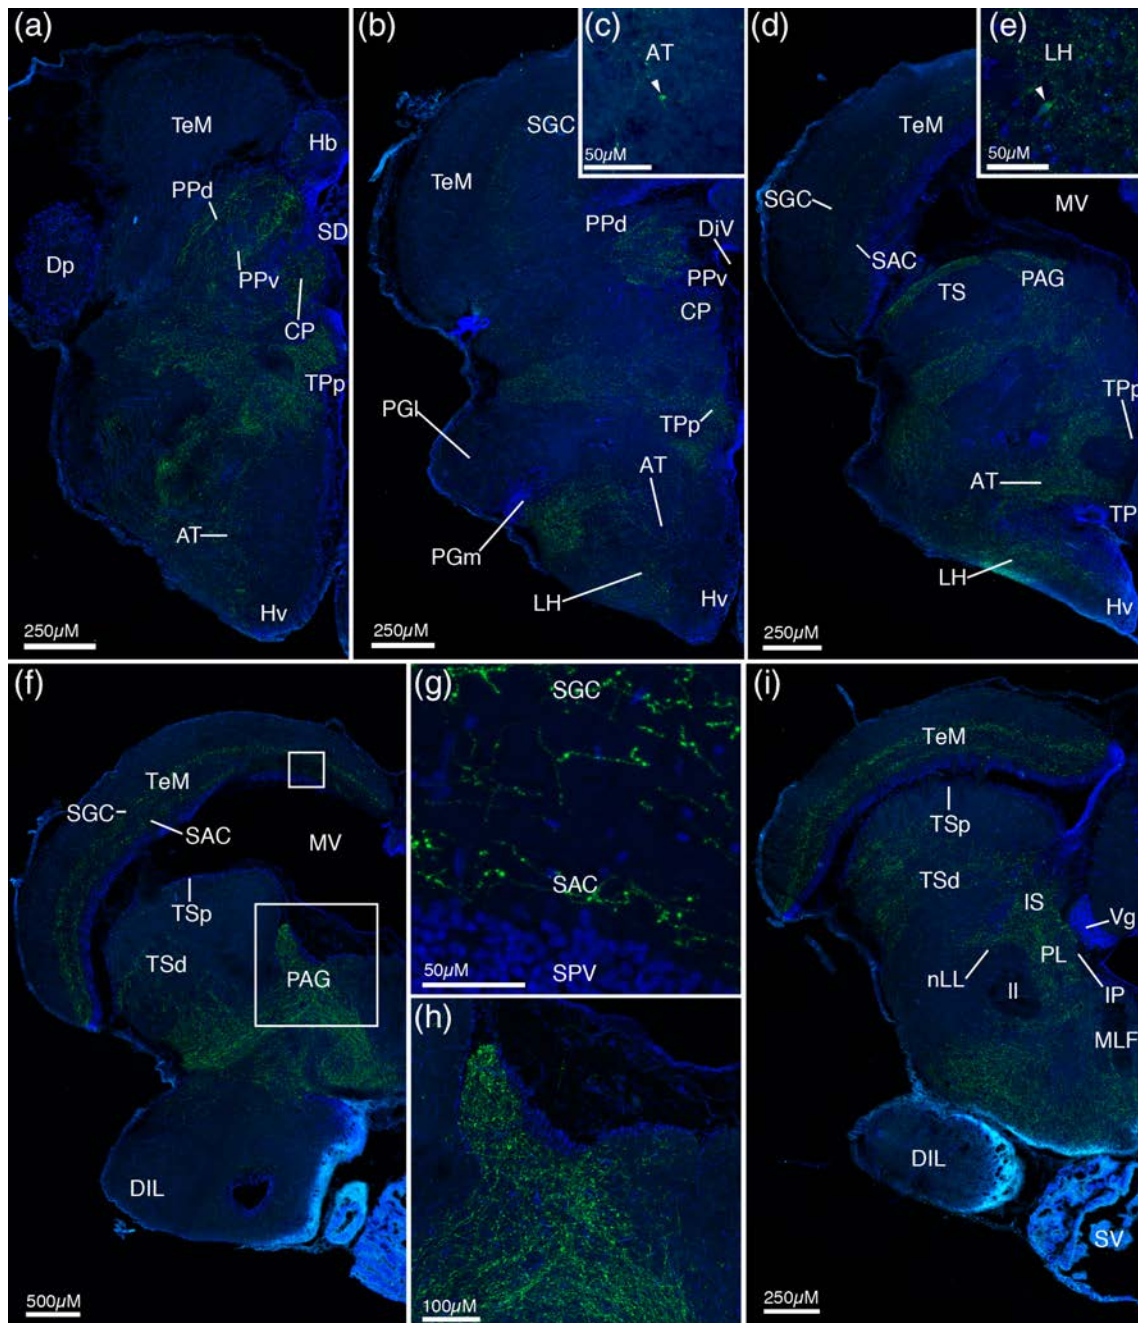 (a)
TeM
Hb
PPd
SD
Dp
PPv
CP
TPp
AT
Hv
250µM
(b)
SGC
TeM
PPd
DiV
PPv
CP
PGl
TPp
AT
PGm
LH
Hv
250µM
(c)
AT
50µM
(d)
TeM
SGC
MV
SAC
PAG
TS
TPp
AT
TP
LH
Hv
250µM
(e)
LH
50µM
(f)
TeM
SGC
SAC
MV
TSp
TSd
PAG
DIL
500µM
(g)
SGC
SAC
SPV
50µM
(h)
100µM
(i)
TeM
TSp
TSd
IS
Vg
PL
nLL
II
IP
MLF
DIL
SV
250µM